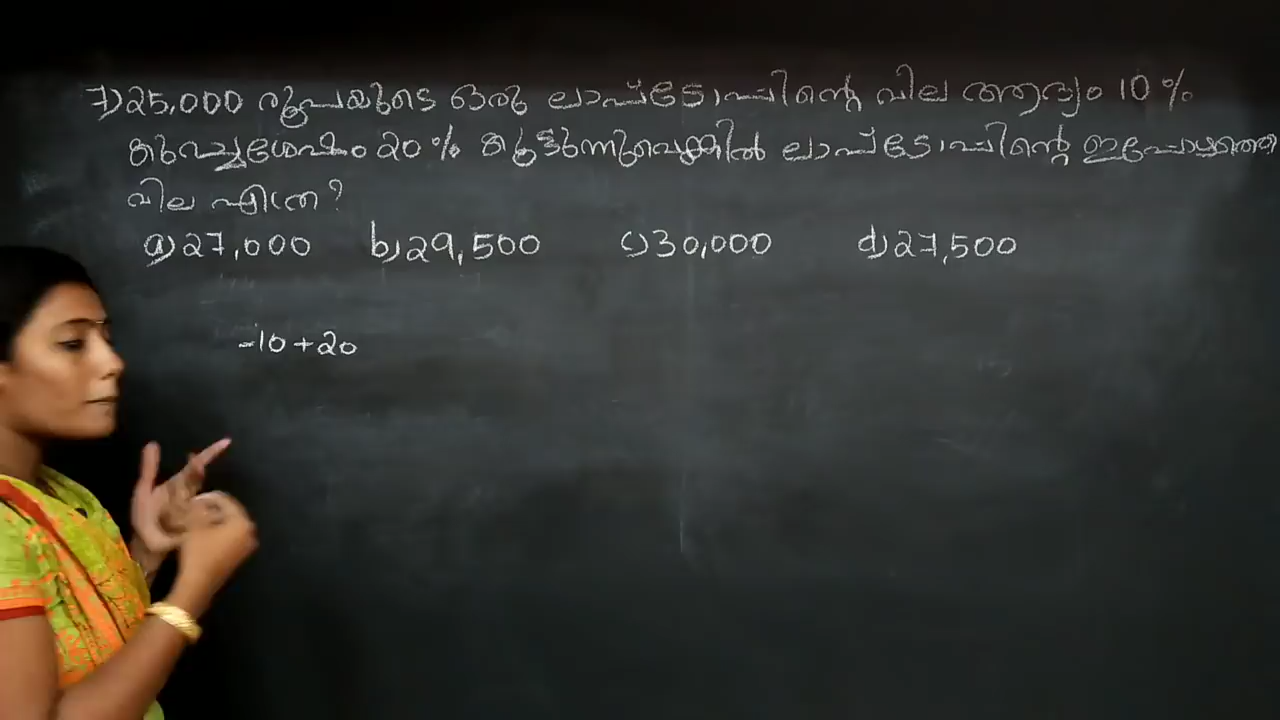 7) 25,000 രൂപയുടെ ഒരു ലാപ്ടോപ്പിന്റെ വില ആദ്യം 10%
കുറച്ചശേഷം 20% കൂട്ടുന്നുവെങ്കിൽ ലാപ്ടോപ്പിന്റെ ഇപ്പോഴത്തെ
വില എത്ര?
a) 27,000 b) 29,500 c) 30,000 d) 27,500
-10+20